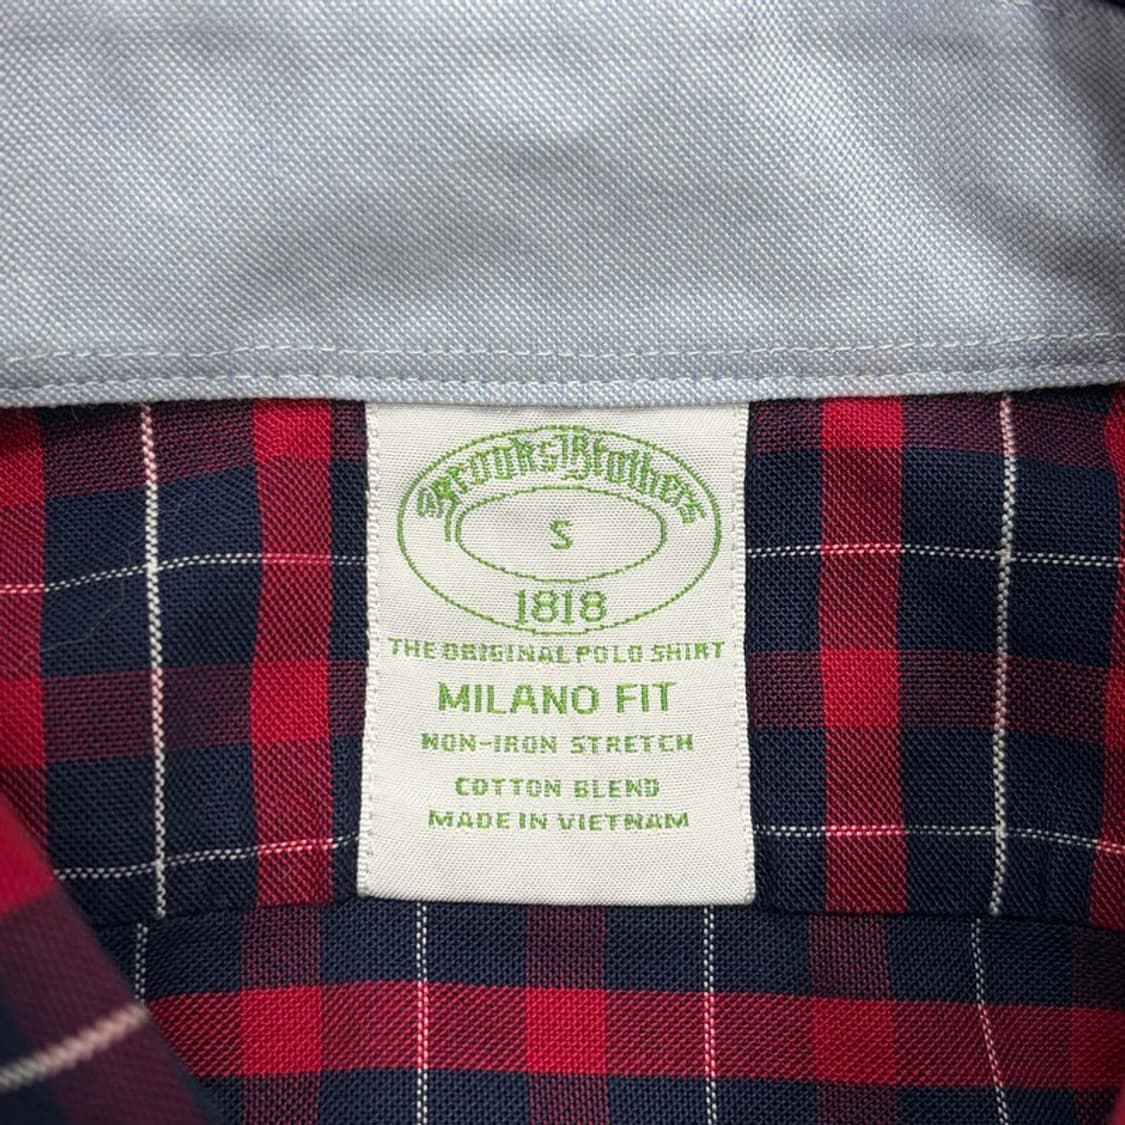 Brooks Brothers
S
1818
THE ORIGINAL POLO SHIRT
MILANO FIT
NON-IRON STRETCH
COTTON BLEND
MADE IN VIETNAM